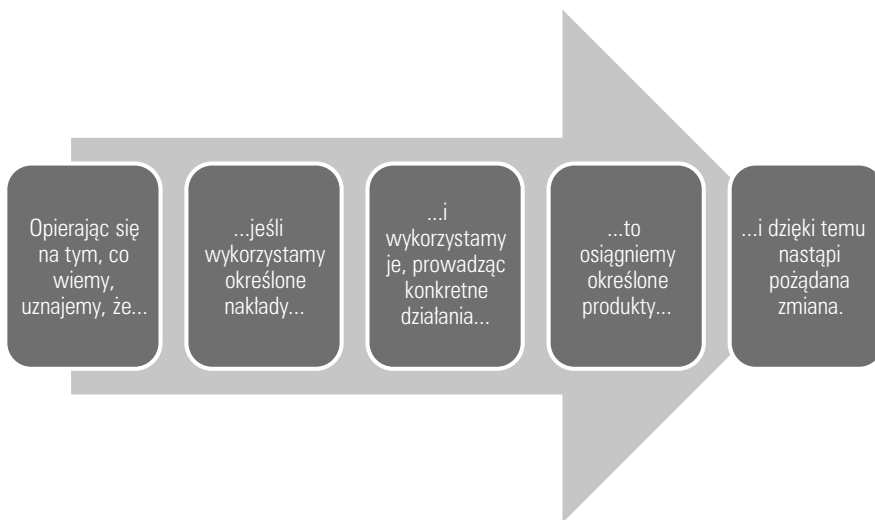 Opierając się
na tym, co
wiemy,
uznajemy, że...
...jeśli
wykorzystamy
określone
nakłady...
...i
wykorzystamy
je, prowadząc
konkretne
działania...
...to
osiągniemy
określone
produkty...
...i dzięki temu
nastąpi
pożądana
zmiana.